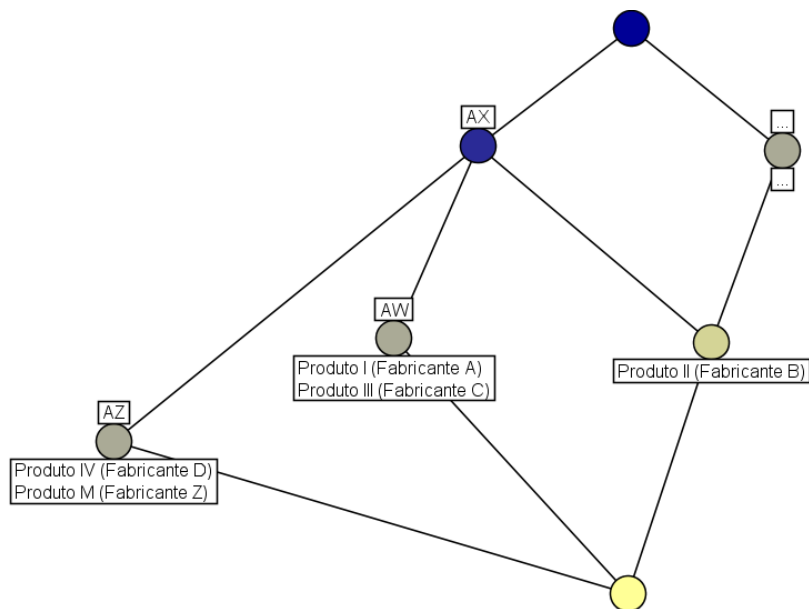 ...
AX
...
AW
Produto I (Fabricante A)
Produto III (Fabricante C)
Produto II (Fabricante B)
AZ
Produto IV (Fabricante D)
Produto M (Fabricante Z)